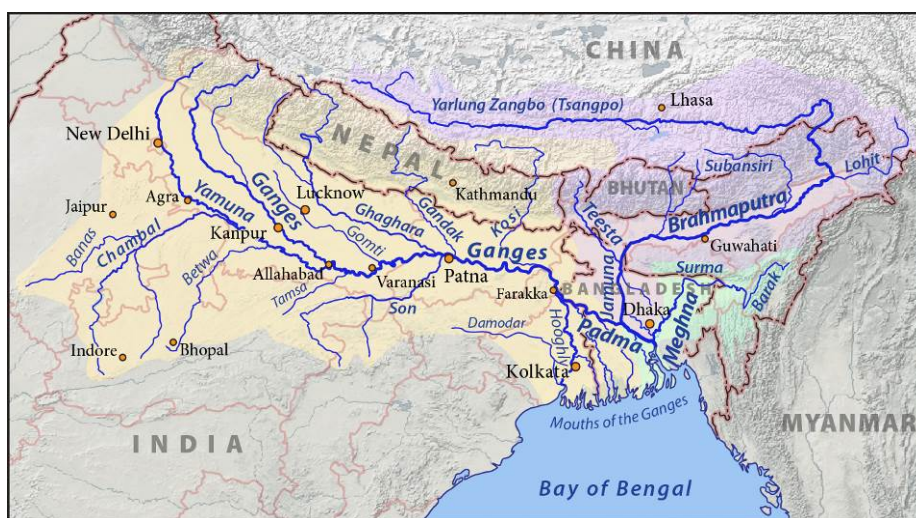 CHINA
Yarlung Zangbo (Tsangpo)
Lhasa
New Delhi
NEPAL
Subansiri
Lohit
BHUTAN
Agra
Yamuna
Ganges
Lucknow
Kathmandu
Jaipur
Ghaghara
Gandak
Kosi
Teesta
Brahmaputra
Banas
Chambal
Kanpur
Gomti
Ganges
Guwahati
Betwa
Allahabad
Varanasi
Patna
Jamuna
Surma
Barak
Tamsa
Son
Farakka
BANGLADESH
Dhaka
Hooghly
Padma
Meghna
Damodar
Indore
Bhopal
Kolkata
Mouths of the Ganges
INDIA
MYANMAR
Bay of Bengal